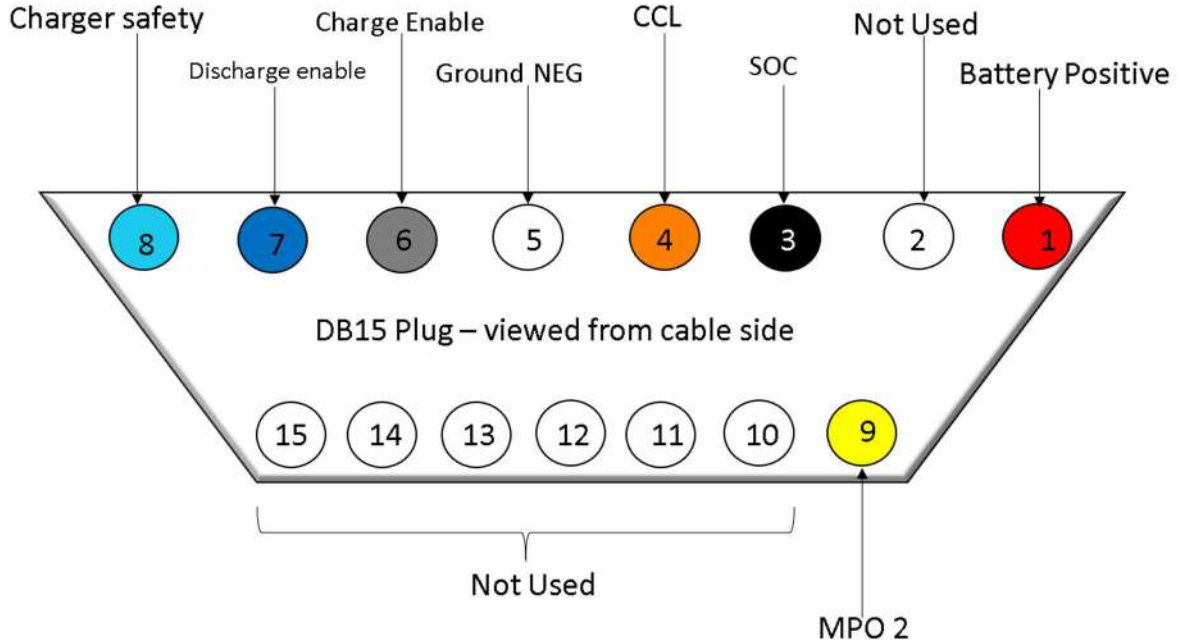 Charger safety
Charge Enable
CCL
Not Used
Discharge enable
Ground NEG
SOC
Battery Positive
8 7 6 5 4 3 2 1
DB15 Plug – viewed from cable side
15 14 13 12 11 10 9
Not Used
MPO 2